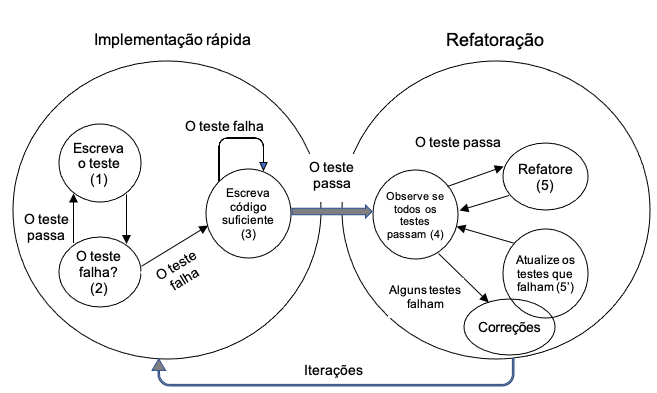 Implementação rápida
Refatoração
O teste falha
Escreva
o teste
(1)
O teste
passa
O teste
falha?
(2)
O teste
falha
Escreva
código
suficiente
(3)
O teste
passa
O teste passa
Observe se
todos os
testes
passam (4)
Refatore
(5)
Atualize os
testes que
falham (5')
Alguns testes
falham
Correções
Iterações